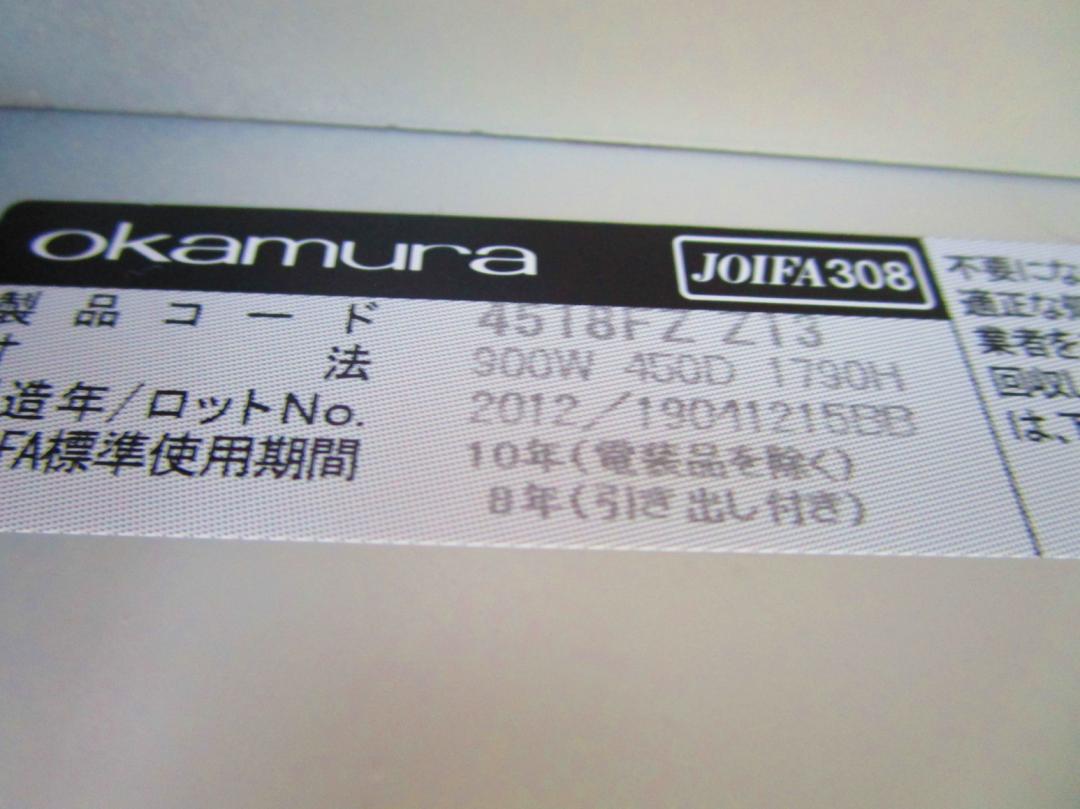 okamura JOIFA308
製品コード 4518FZ Z13
寸法 900W 450D 1790H
造年/ロットNo. 2012/19041215BB
FA標準使用期間 10年(電装品を除く)
8年(引き出し付き)
不要にな
適正な
業者を
回収
は、